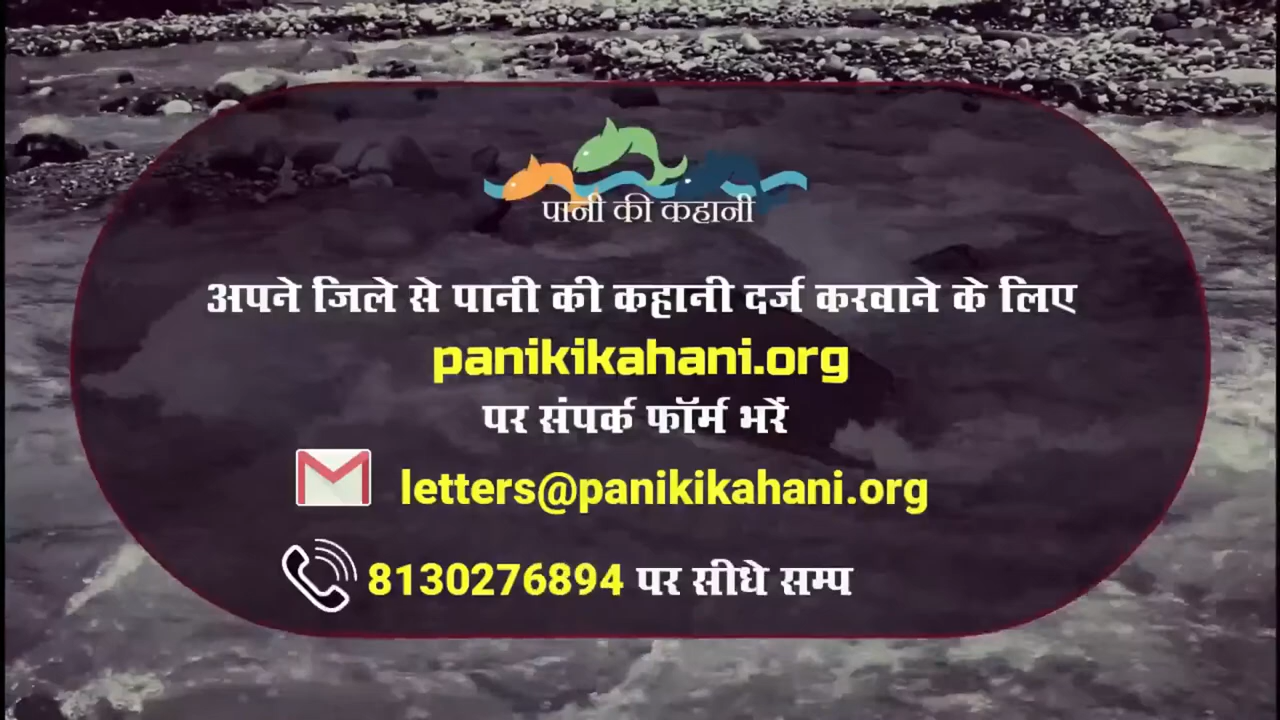 पानी की कहानी
अपने जिले से पानी की कहानी दर्ज करवाने के लिए
panikikahani.org
पर संपर्क फॉर्म भरें
letters@panikikahani.org
8130276894 पर सीधे सम्प